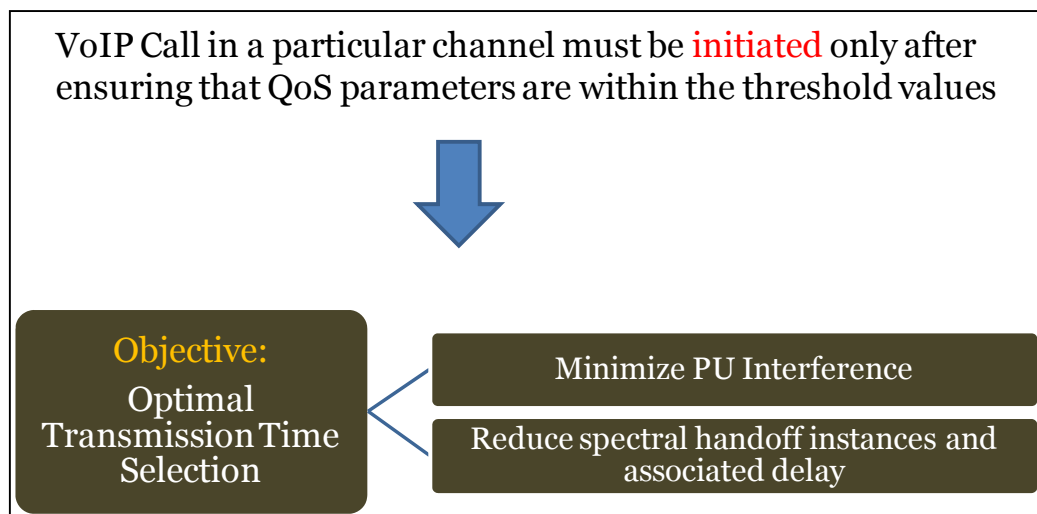 VoIP Call in a particular channel must be initiated only after
ensuring that QoS parameters are within the threshold values
Objective:
Optimal
Transmission Time
Selection
Minimize PU Interference
Reduce spectral handoff instances and
associated delay